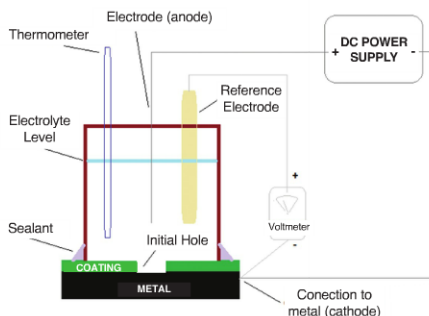 Electrode (anode)
Thermometer
+ DC POWER -
SUPPLY
Reference
Electrode
Electrolyte
Level
+
Voltmeter
-
Sealant
Initial Hole
COATING
METAL
Conection to
metal (cathode)